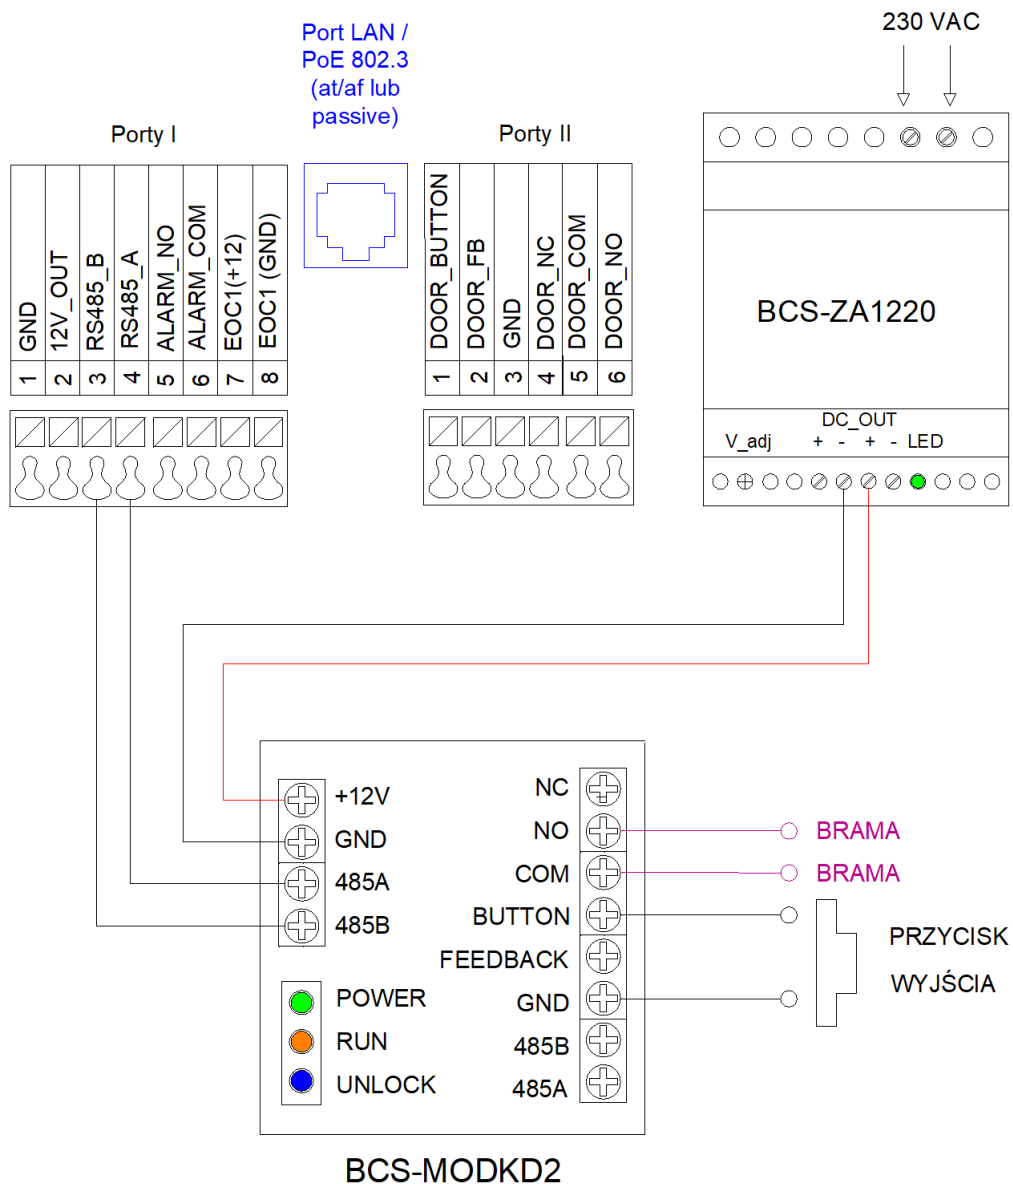 Port LAN /
PoE 802.3
(at/af lub
passive)
230 VAC
Porty I
Porty II
GND
12V_OUT
RS485_B
RS485_A
ALARM_NO
ALARM_COM
EOC1(+12)
EOC1 (GND)
1 2 3 4 5 6 7 8
DOOR_BUTTON
DOOR_FB
GND
DOOR_NC
DOOR_COM
DOOR_NO
1 2 3 4 5 6
BCS-ZA1220
DC_OUT
V_adj + - + - LED
+12V
GND
485A
485B
POWER
RUN
UNLOCK
NC
NO
COM
BUTTON
FEEDBACK
GND
485B
485A
BRAMA
BRAMA
PRZYCISK
WYJŚCIA
BCS-MODKD2